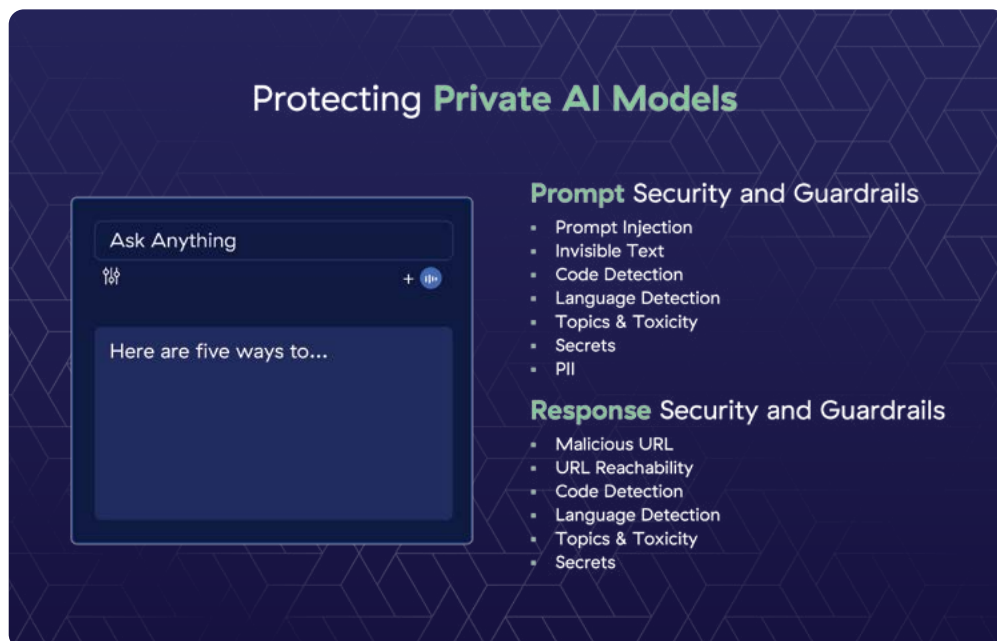 Protecting Private AI Models
Ask Anything
+
Here are five ways to...
Prompt Security and Guardrails
▪ Prompt Injection
▪ Invisible Text
▪ Code Detection
▪ Language Detection
▪ Topics & Toxicity
▪ Secrets
▪ PII
Response Security and Guardrails
▪ Malicious URL
▪ URL Reachability
▪ Code Detection
▪ Language Detection
▪ Topics & Toxicity
▪ Secrets